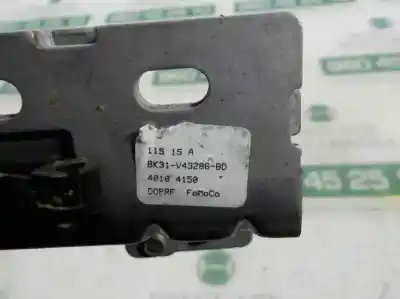 115 15 A
BK31-V43286-BD
4010 4150
DOPRF FaMoCo